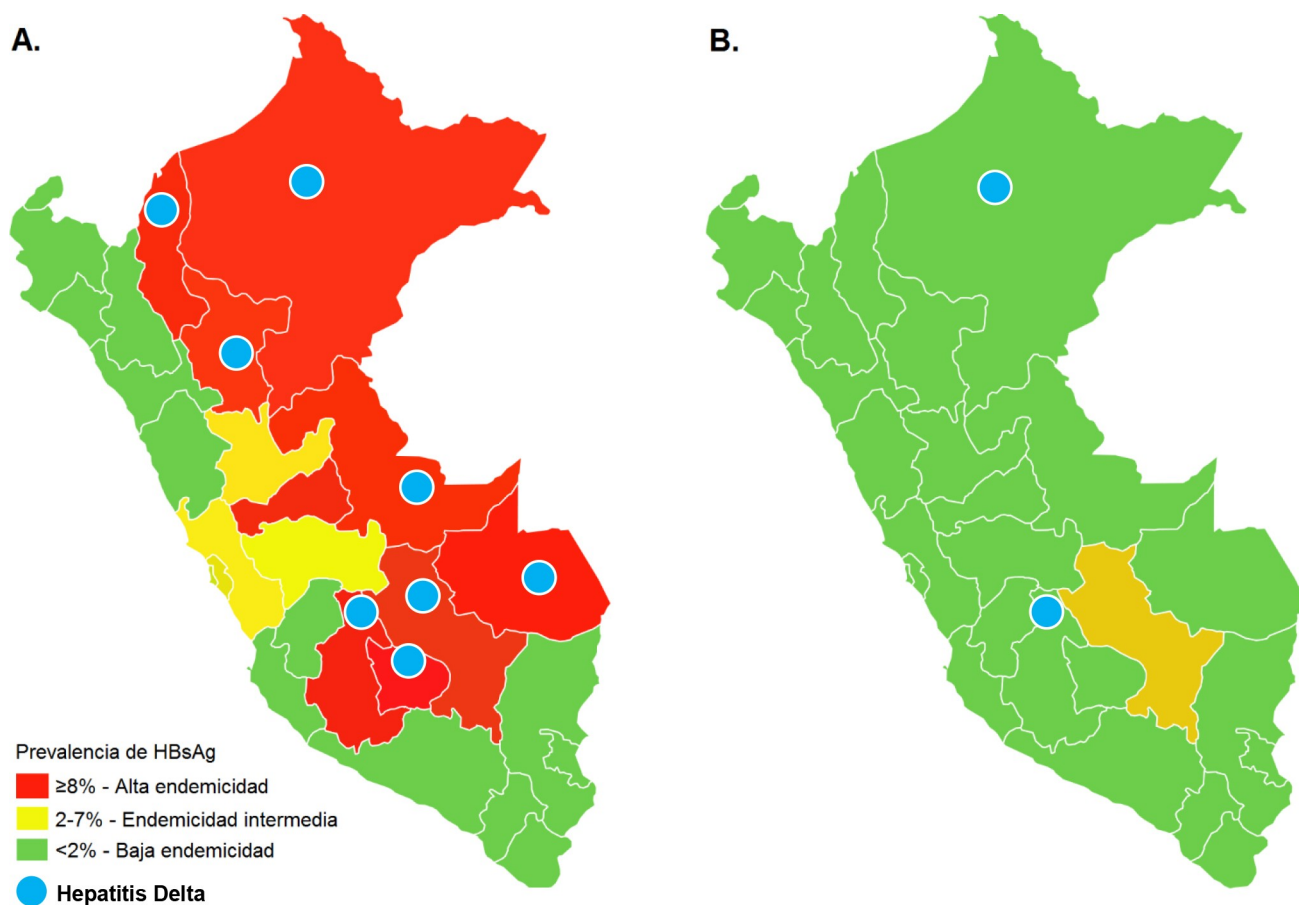 A.
B.
Prevalencia de HBsAg
≥8% - Alta endemicidad
2-7% - Endemicidad intermedia
<2% - Baja endemicidad
Hepatitis Delta